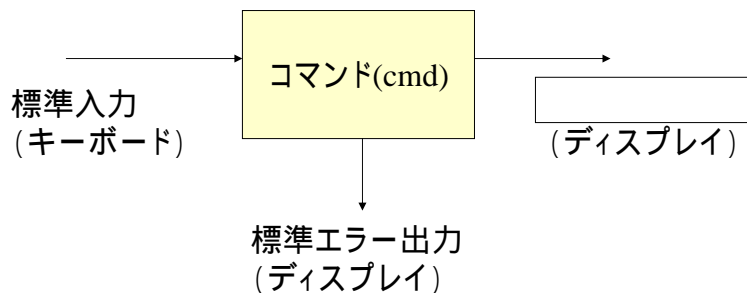 コマンド(cmd)
標準入力
(キーボード)
(ディスプレイ)
標準エラー出力
(ディスプレイ)